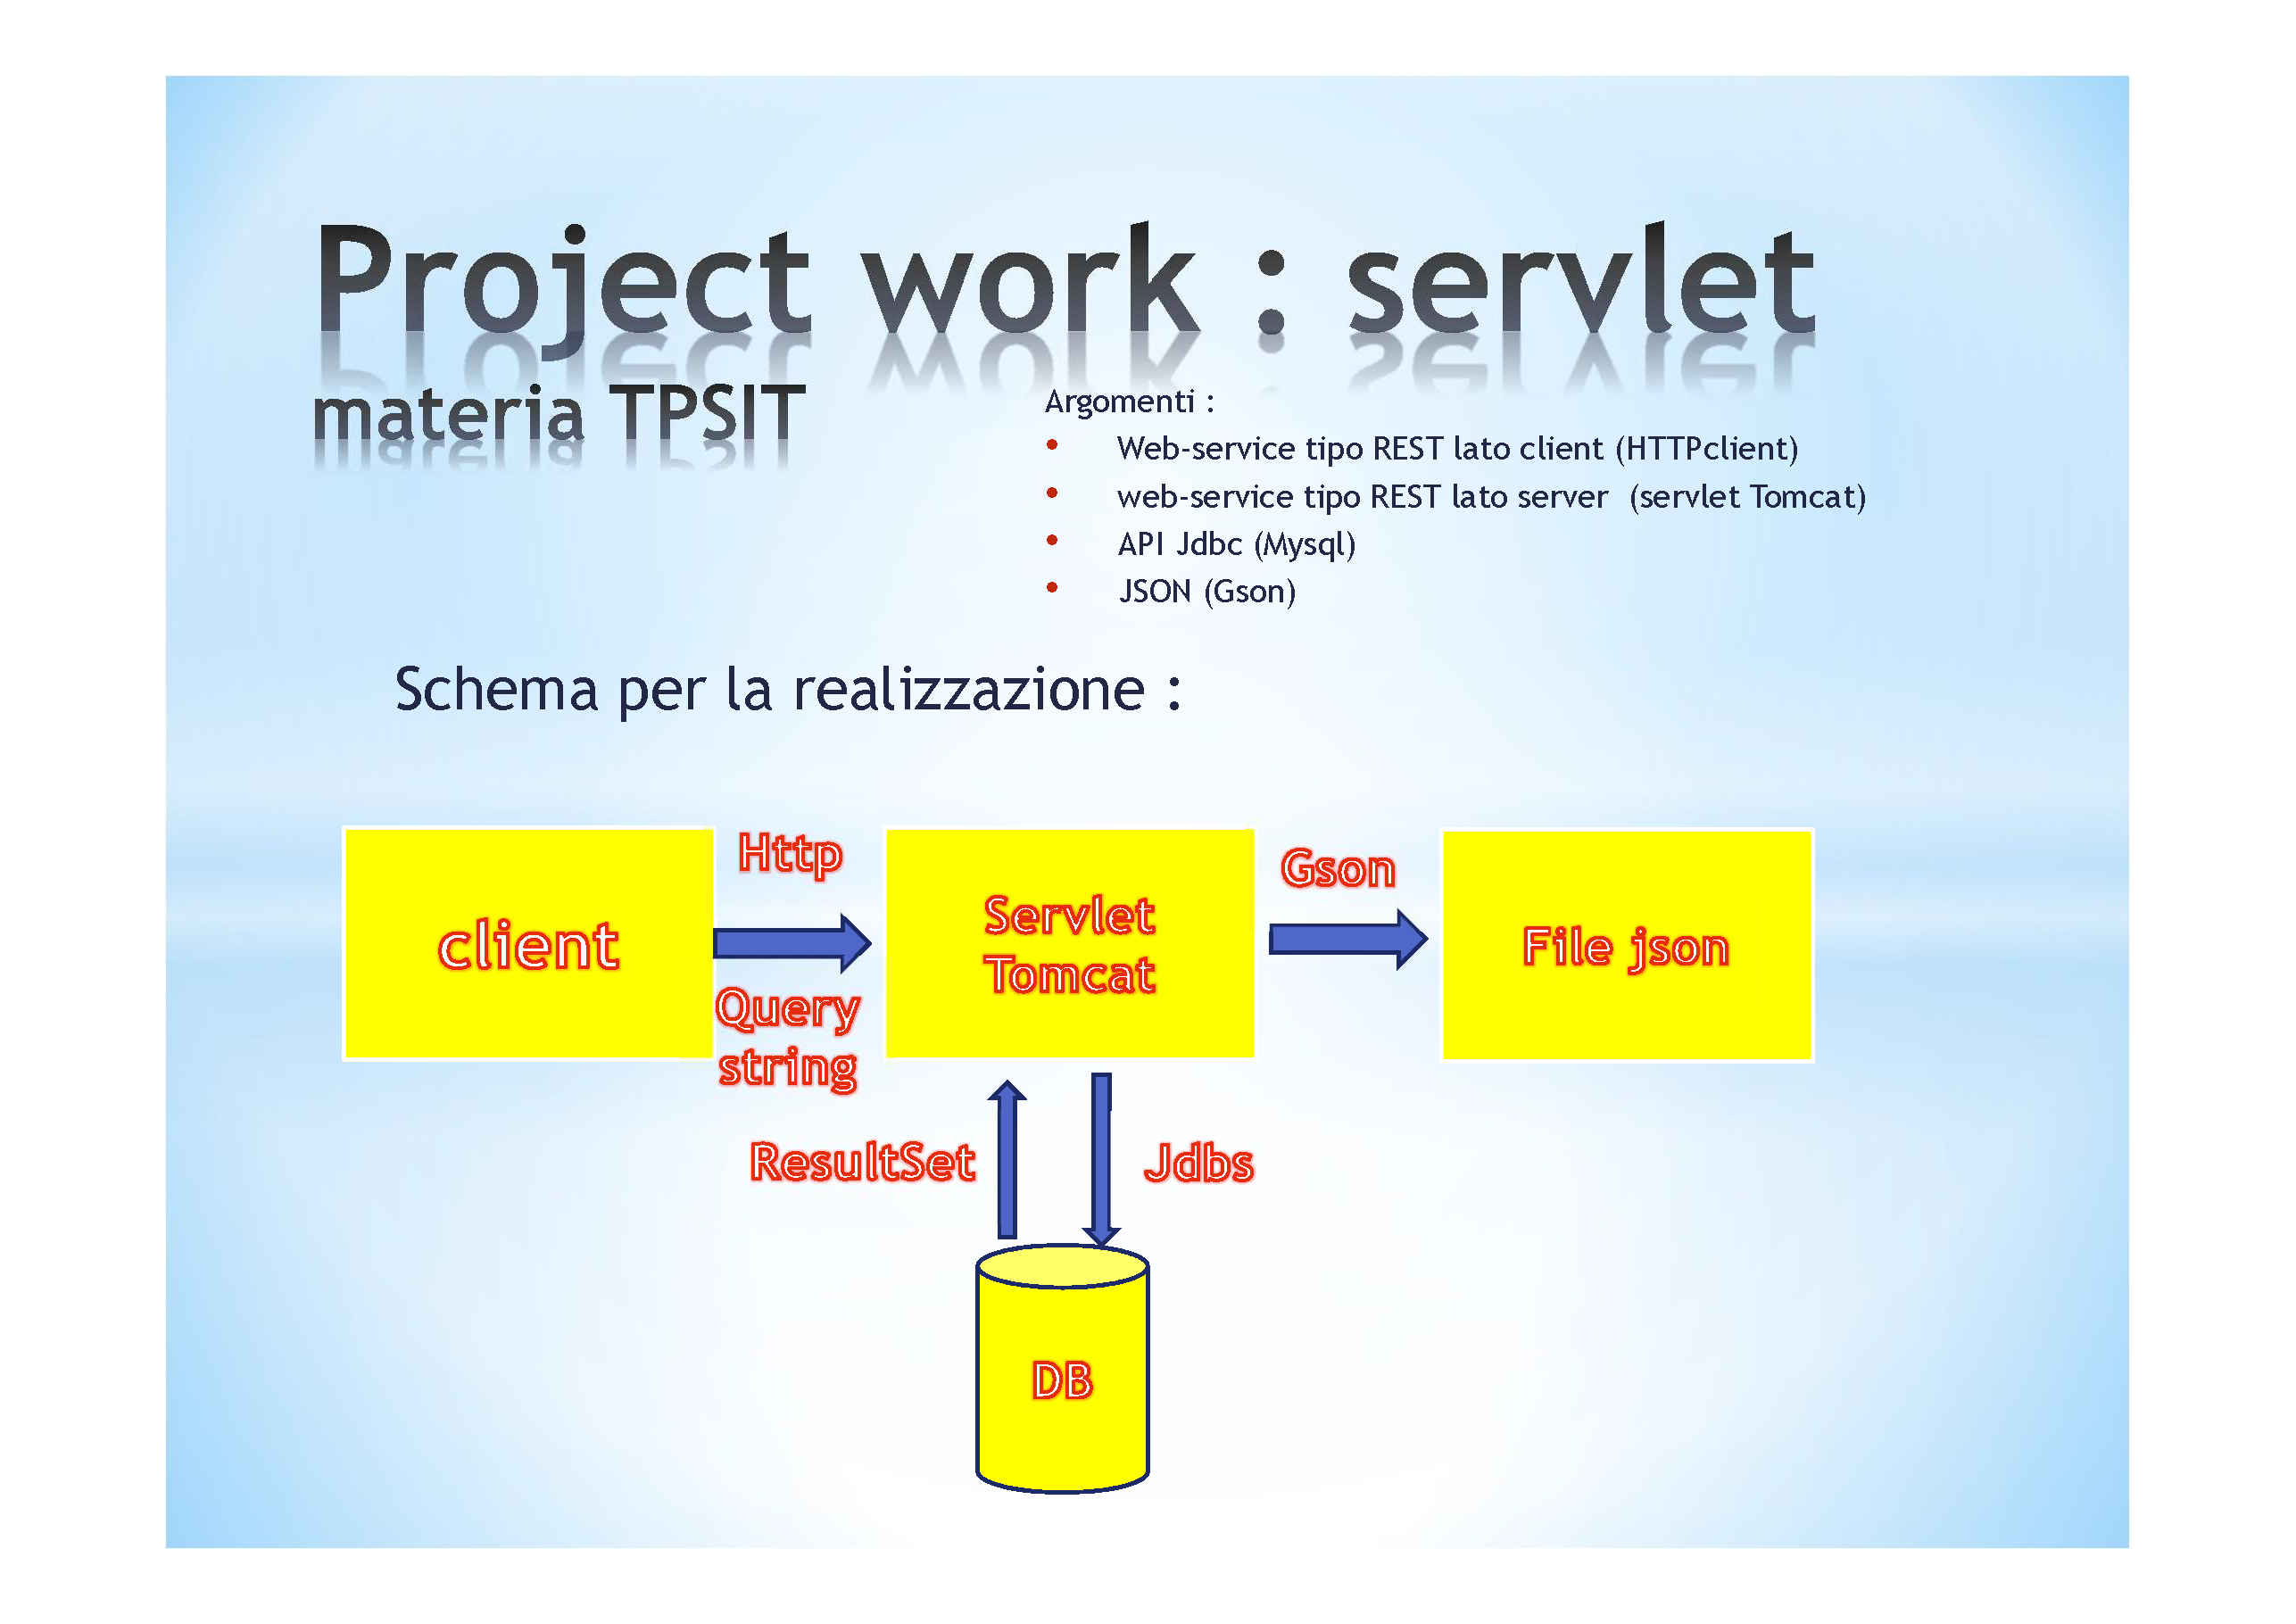 Project work : servlet
materia TPSIT
Argomenti :
• Web-service tipo REST lato client (HTTPclient)
• web-service tipo REST lato server (servlet Tomcat)
• API Jdbc (Mysql)
• JSON (Gson)
Schema per la realizzazione :
client
Http
Query
string
Servlet
Tomcat
Gson
File json
ResultSet
Jdbs
DB